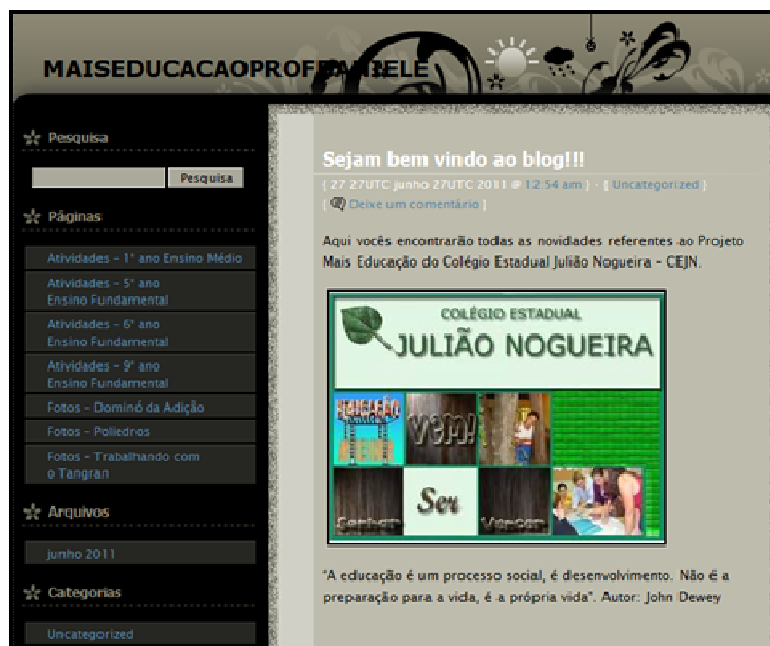 MAISEDUCACAOPROFDANIELE
Pesquisa
Pesquisa
Páginas
Atividades – 1° ano Ensino Médio
Atividades – 5° ano
Ensino Fundamental
Atividades – 6° ano
Ensino Fundamental
Atividades – 9° ano
Ensino Fundamental
Fotos – Dominó da Adição
Fotos – Poliedros
Fotos – Trabalhando com
o Tangran
Arquivos
junho 2011
Categorias
Uncategorized
Sejam bem vindo ao blog!!!
{ 27 27UTC junho 27UTC 2011 @ 12:54 am } · [ Uncategorized ]
{ Deixe um comentário }
Aqui vocês encontrarão todas as novidades referentes ao Projeto
Mais Educação do Colégio Estadual Julião Nogueira – CEJN.
COLÉGIO ESTADUAL
JULIÃO NOGUEIRA
vem!
Sonhar
Ser
Vencer
"A educação é um processo social, é desenvolvimento. Não é a
preparação para a vida, é a própria vida". Autor: John Dewey